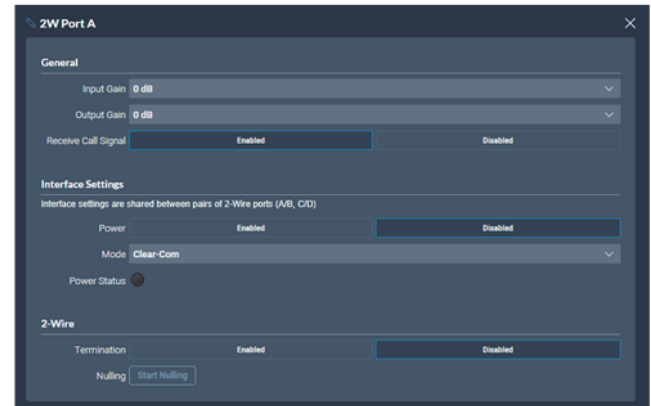 2W Port A
General
Input Gain 0 dB
Output Gain 0 dB
Receive Call Signal Enabled Disabled
Interface Settings
Interface settings are shared between pairs of 2-Wire ports (A/B, C/D)
Power Enabled Disabled
Mode Clear-Com
Power Status
2-Wire
Termination Enabled Disabled
Nulling Start Nulling